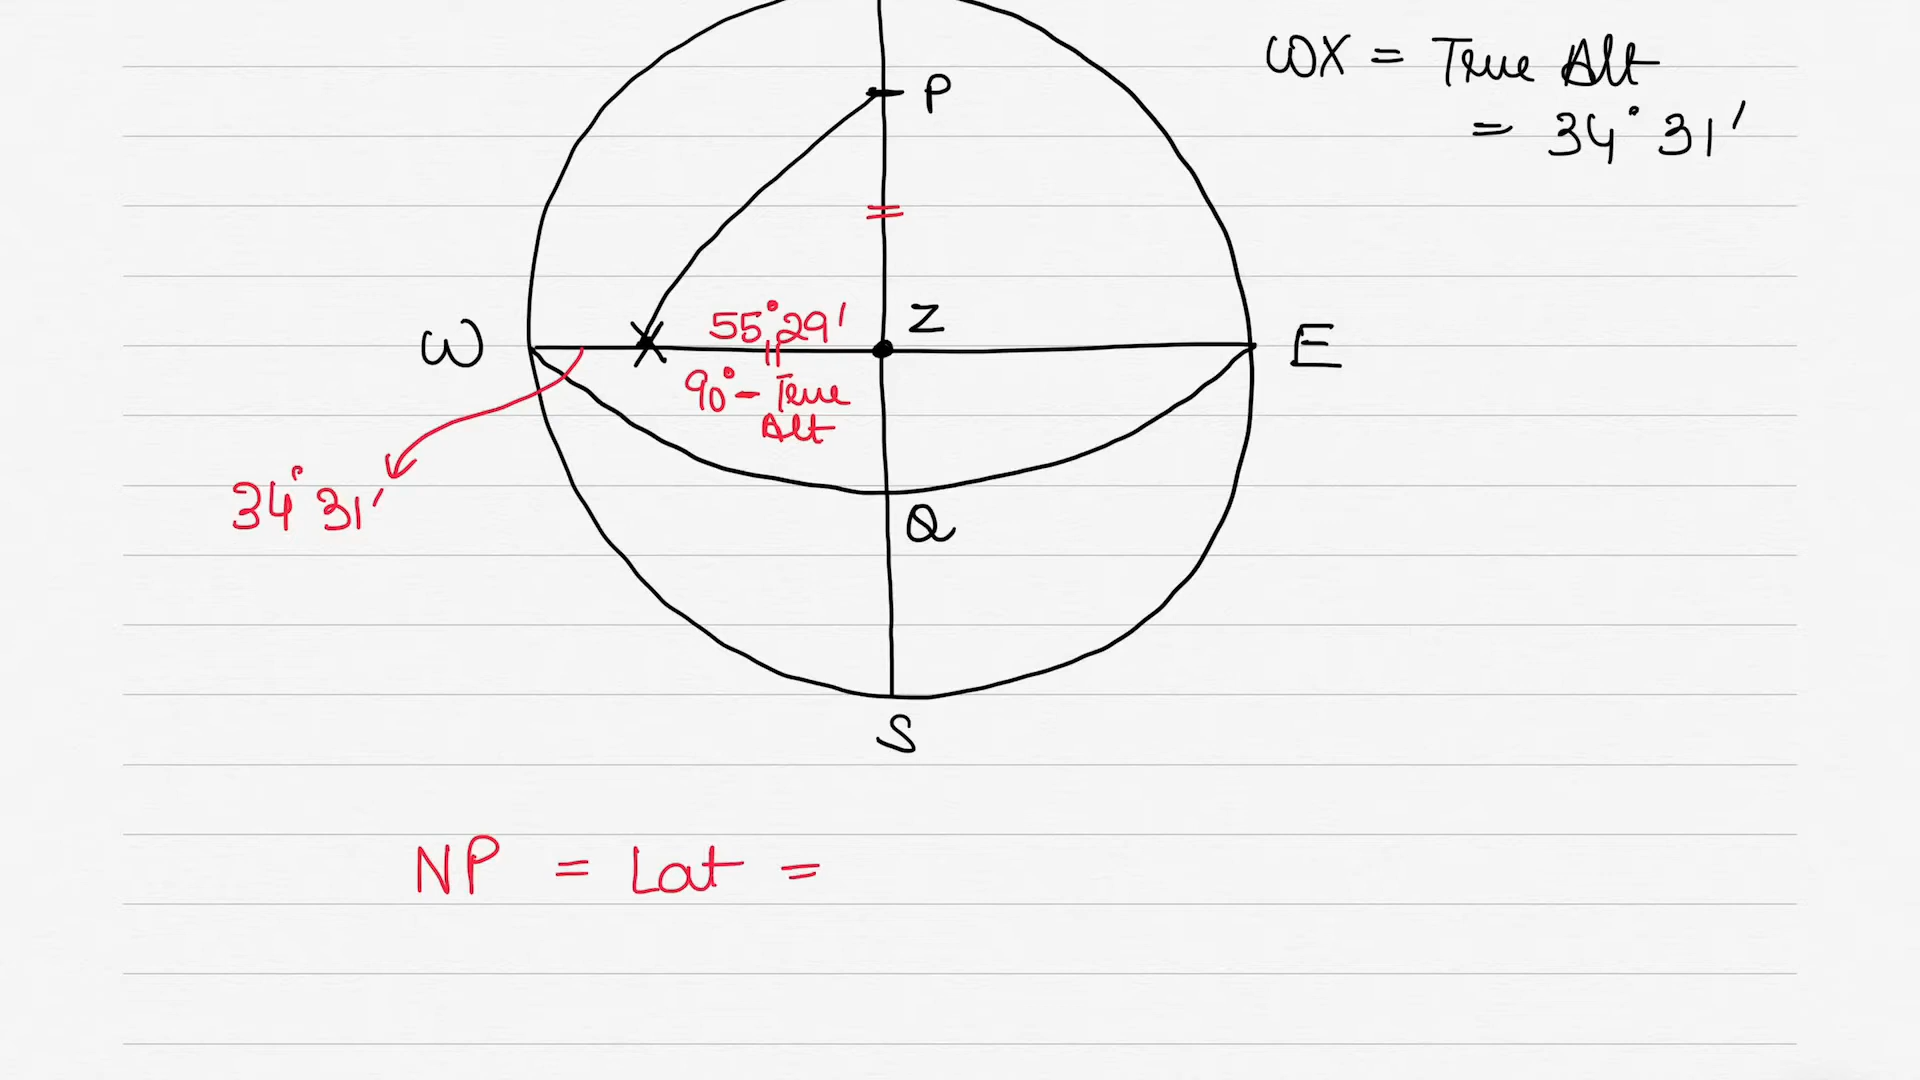 WX = True Alt
= 34° 31'
P
Z
W
X
E
55° 29'
90° - True
Alt
34° 31'
Q
S
NP = Lat =